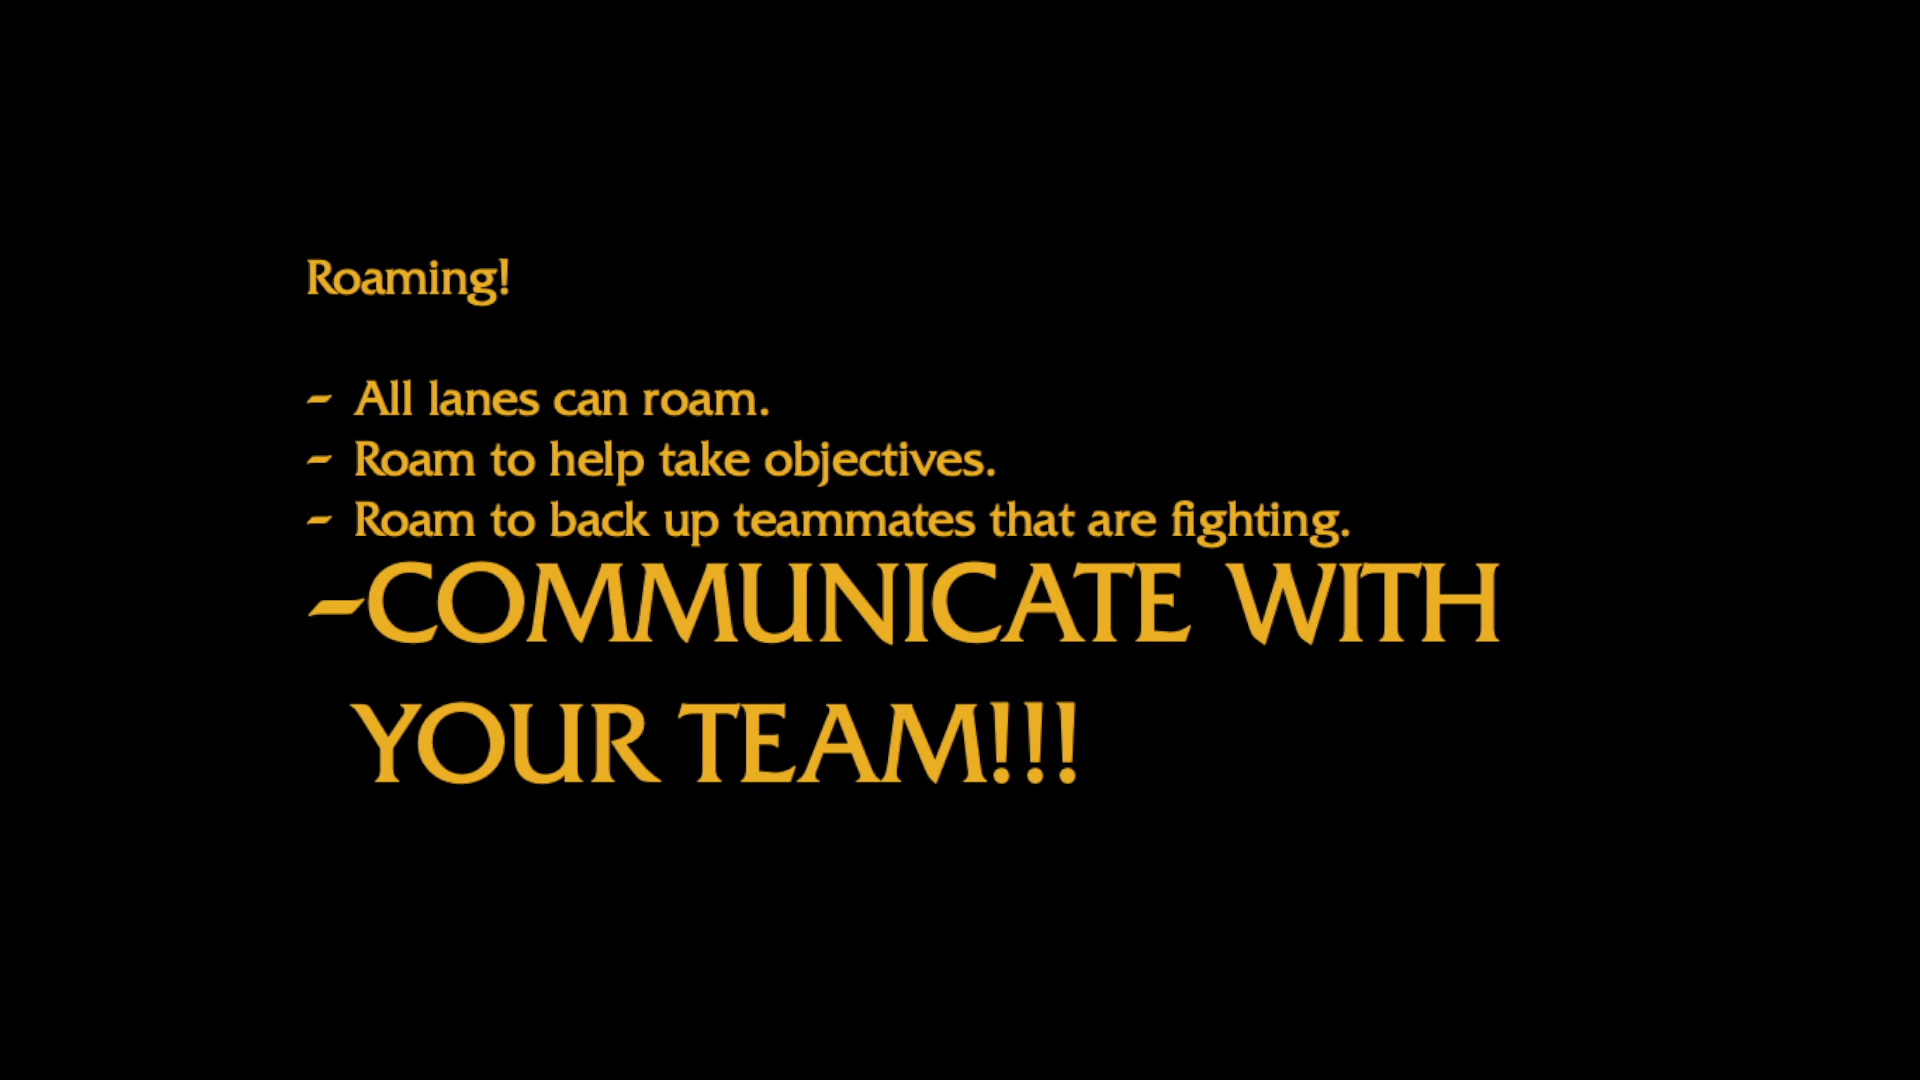 Roaming!
- All lanes can roam.
- Roam to help take objectives.
- Roam to back up teammates that are fighting.
-COMMUNICATE WITH
YOUR TEAM!!!